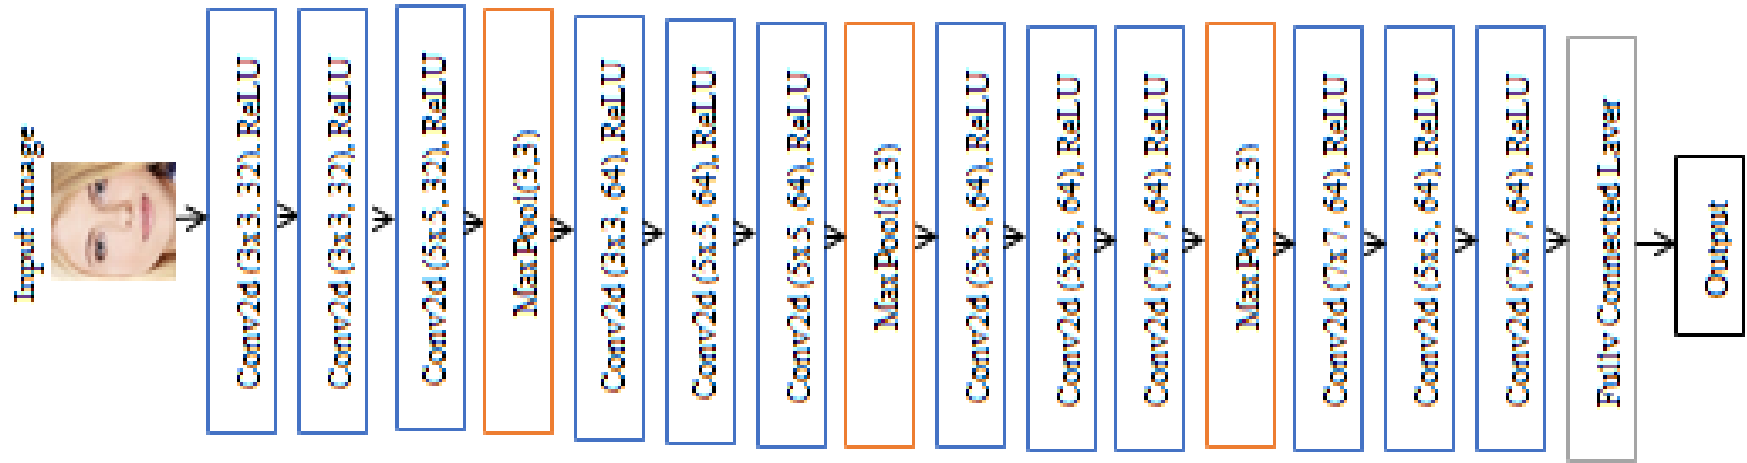 Input Image
Conv2d (3x3, 32), ReLU
Conv2d (3x3, 32), ReLU
Conv2d (5x5, 32), ReLU
MaxPool(3,3)
Conv2d (3x3, 64), ReLU
Conv2d (5x5, 64), ReLU
Conv2d (5x5, 64), ReLU
MaxPool(3,3)
Conv2d (5x5, 64), ReLU
Conv2d (5x5, 64), ReLU
Conv2d (7x7, 64), ReLU
MaxPool(3,3)
Conv2d (7x7, 64), ReLU
Conv2d (5x5, 64), ReLU
Conv2d (7x7, 64), ReLU
Fully Connected Layer
Output